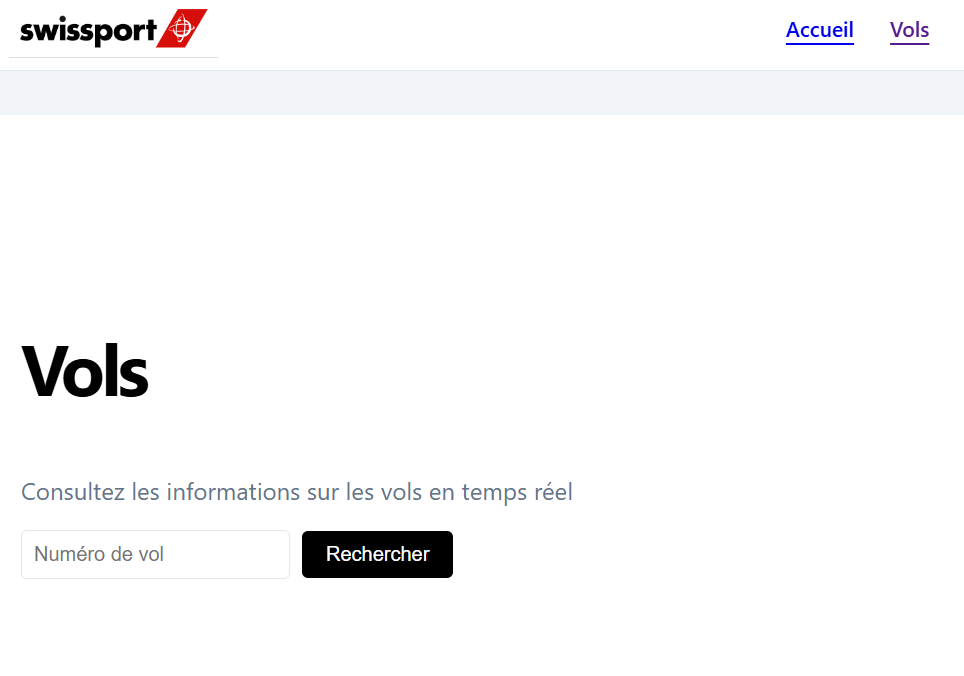 swissport
Accueil Vols
Vols
Consultez les informations sur les vols en temps réel
Numéro de vol
Rechercher